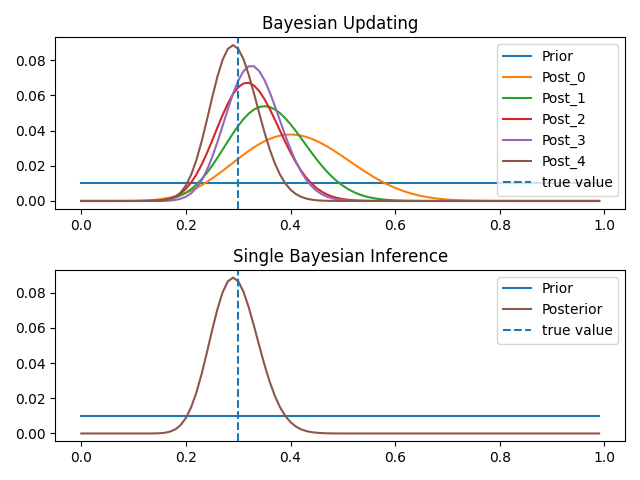 Bayesian Updating
0.08
0.06
0.04
0.02
0.00
Prior
Post_0
Post_1
Post_2
Post_3
Post_4
true value
0.0 0.2 0.4 0.6 0.8 1.0
Single Bayesian Inference
0.08
0.06
0.04
0.02
0.00
Prior
Posterior
true value
0.0 0.2 0.4 0.6 0.8 1.0